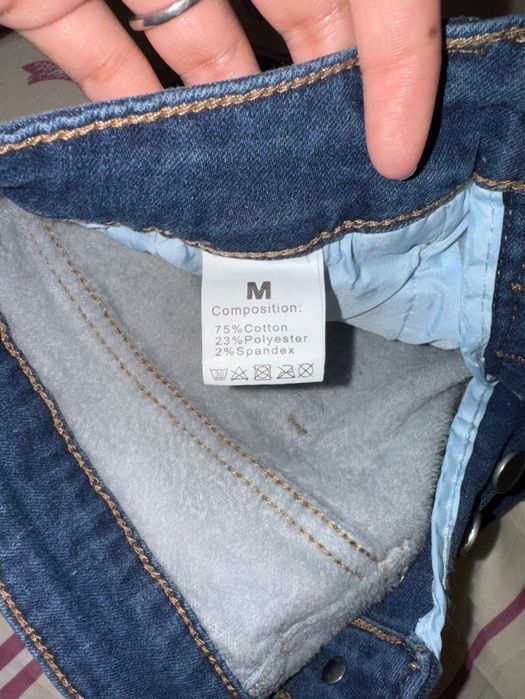 M
Composition:
75%Cotton
23%Polyester
2%Spandex